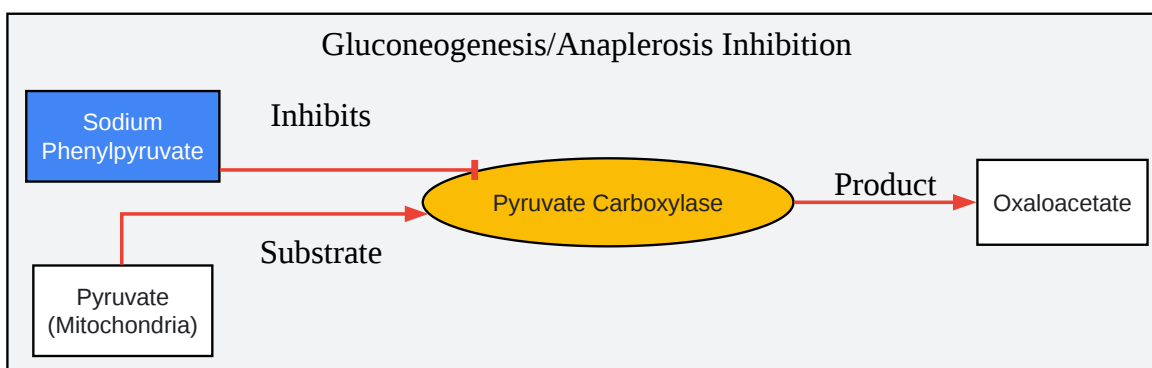 Gluconeogenesis/Anaplerosis Inhibition
Sodium
Phenylpyruvate
Inhibits
Pyruvate Carboxylase
Product
Oxaloacetate
Substrate
Pyruvate
(Mitochondria)